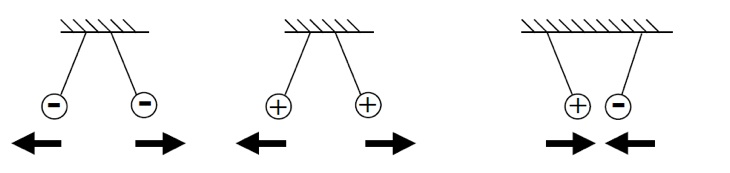 - - + + + -